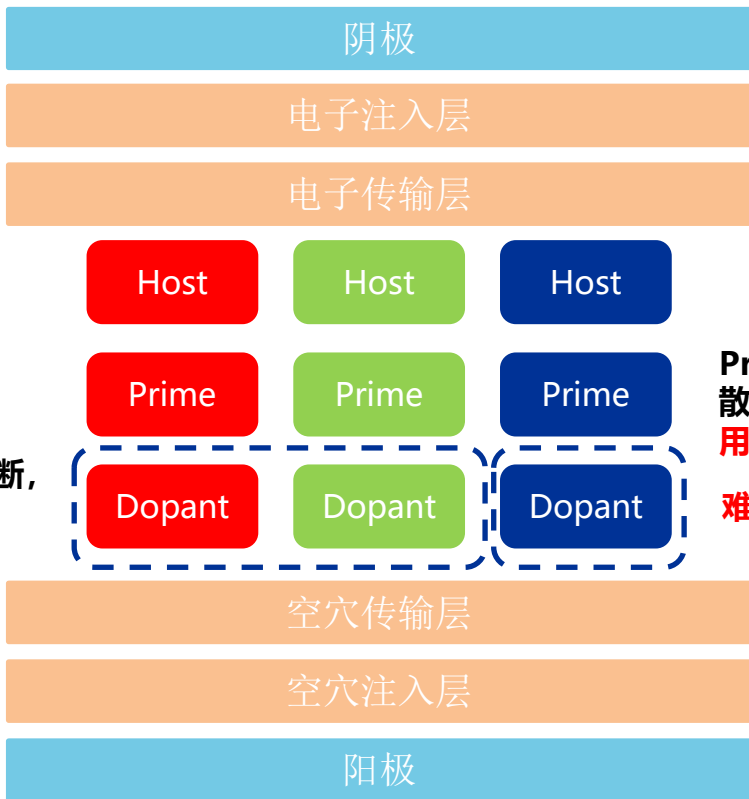 阴极
电子注入层
电子传输层
Host Host Host
Pr
散
用
Prime Prime Prime
断，
难
Dopant Dopant Dopant
空穴传输层
空穴注入层
阳极